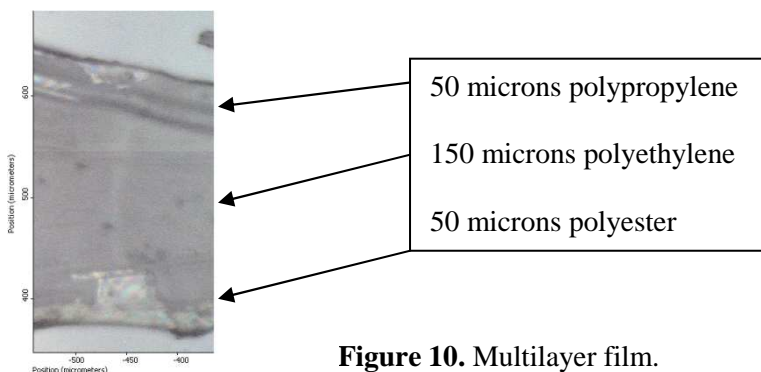 600
500
400
Position (micrometers)
-500
-450
-400
Position (micrometers)
50 microns polypropylene
150 microns polyethylene
50 microns polyester
Figure 10. Multilayer film.